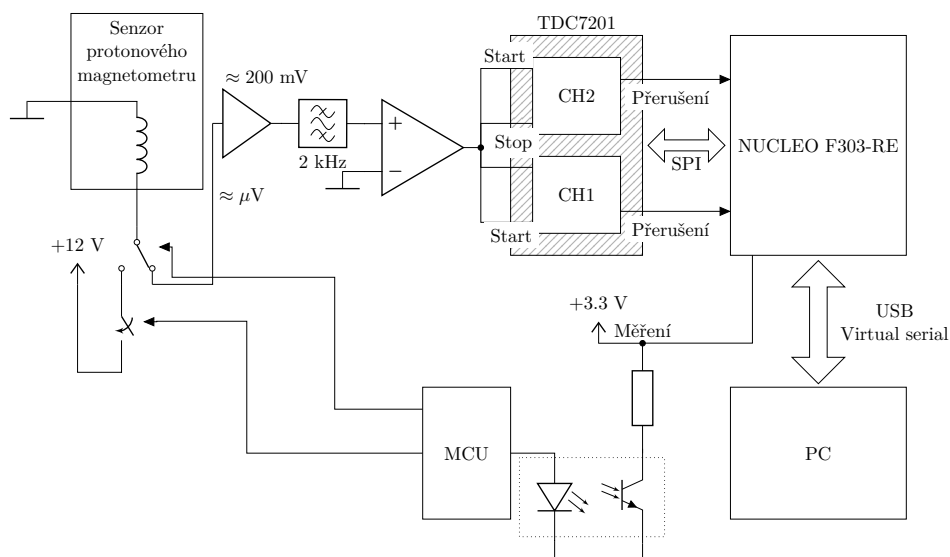 Senzor
protonového
magnetometru
≈ 200 mV
2 kHz
≈ µV
+12 V
+
−
TDC7201
Start
CH2
Stop
CH1
Start
Přerušení
SPI
Přerušení
NUCLEO F303-RE
+3.3 V
Měření
USB
Virtual serial
MCU
PC